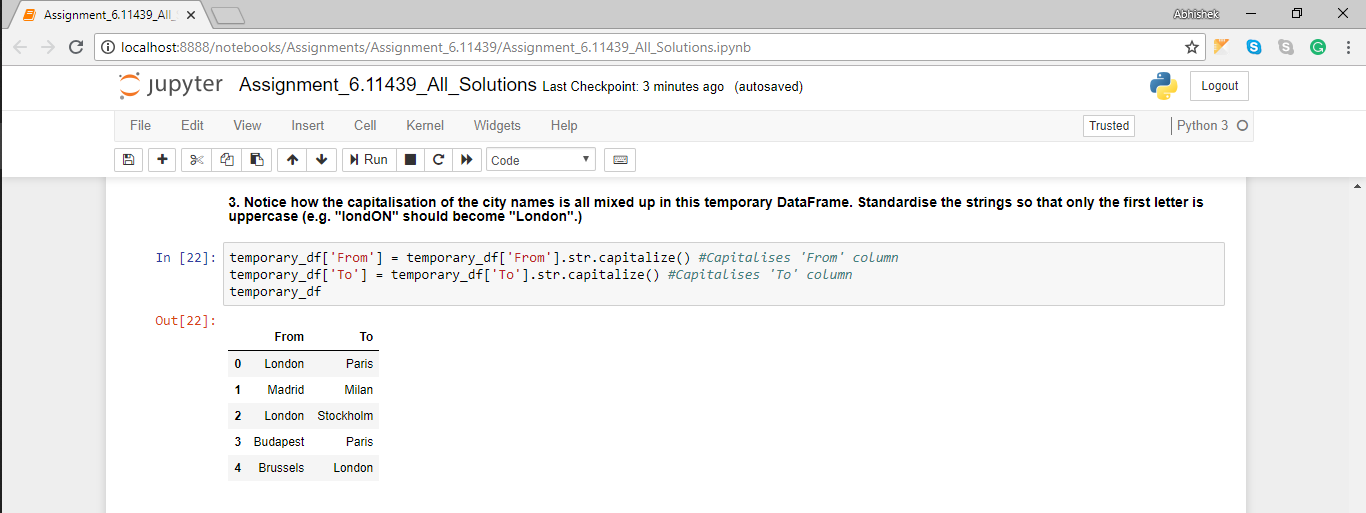 Assignment_6.11439_All_
Abhishek
localhost:8888/notebooks/Assignments/Assignment_6.11439/Assignment_6.11439_All_Solutions.ipynb
jupyter Assignment_6.11439_All_Solutions Last Checkpoint: 3 minutes ago (autosaved)
Logout
File Edit View Insert Cell Kernel Widgets Help Trusted Python 3
Run Code
3. Notice how the capitalisation of the city names is all mixed up in this temporary DataFrame. Standardise the strings so that only the first letter is
uppercase (e.g. "londON" should become "London".)
In [22]: temporary_df['From'] = temporary_df['From'].str.capitalize() #Capitalises 'From' column
temporary_df['To'] = temporary_df['To'].str.capitalize() #Capitalises 'To' column
temporary_df
Out[22]:
From To
0 London Paris
1 Madrid Milan
2 London Stockholm
3 Budapest Paris
4 Brussels London